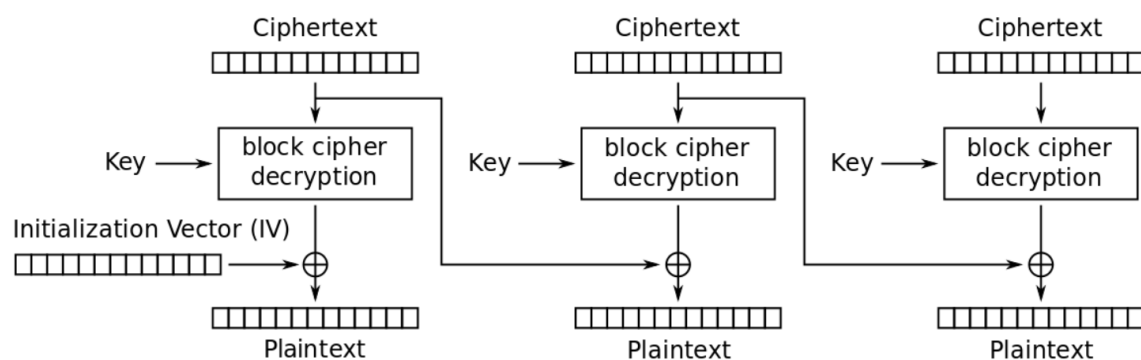 Ciphertext
Ciphertext
Ciphertext
Key
block cipher
decryption
Key
block cipher
decryption
Key
block cipher
decryption
Initialization Vector (IV)
Plaintext
Plaintext
Plaintext